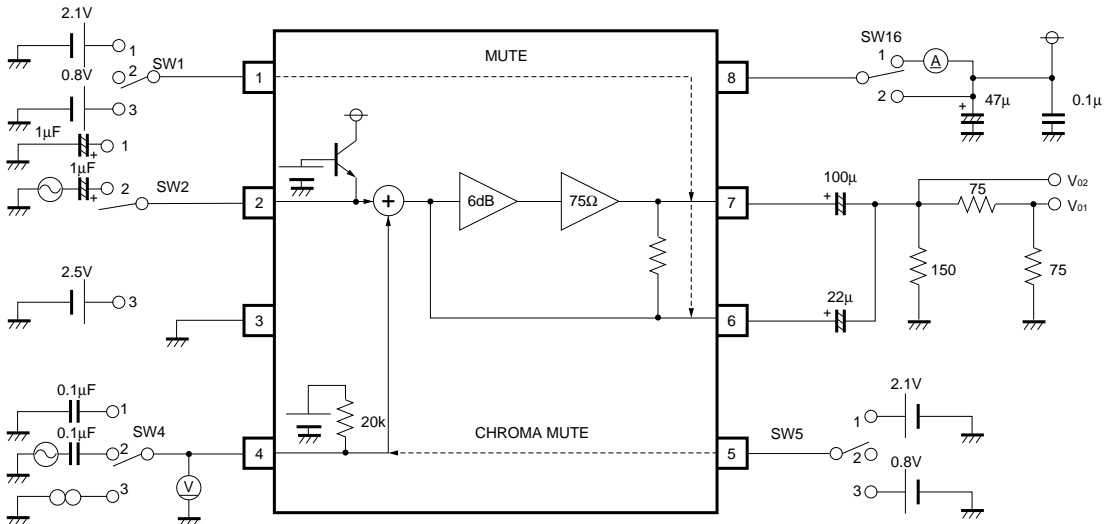 2.1V
1
SW1
2
0.8V
3
1µF
1
1µF
2
SW2
2.5V
3
0.1µF
1
0.1µF
SW4
2
3
V
MUTE
1
2
3
4
6dB
75Ω
+
20k
CHROMA MUTE
8
7
6
5
SW16
1
A
2
+
47µ
0.1µ
100µ
+
75
V02
V01
150
75
22µ
+
2.1V
1
SW5
2
0.8V
3
+
+